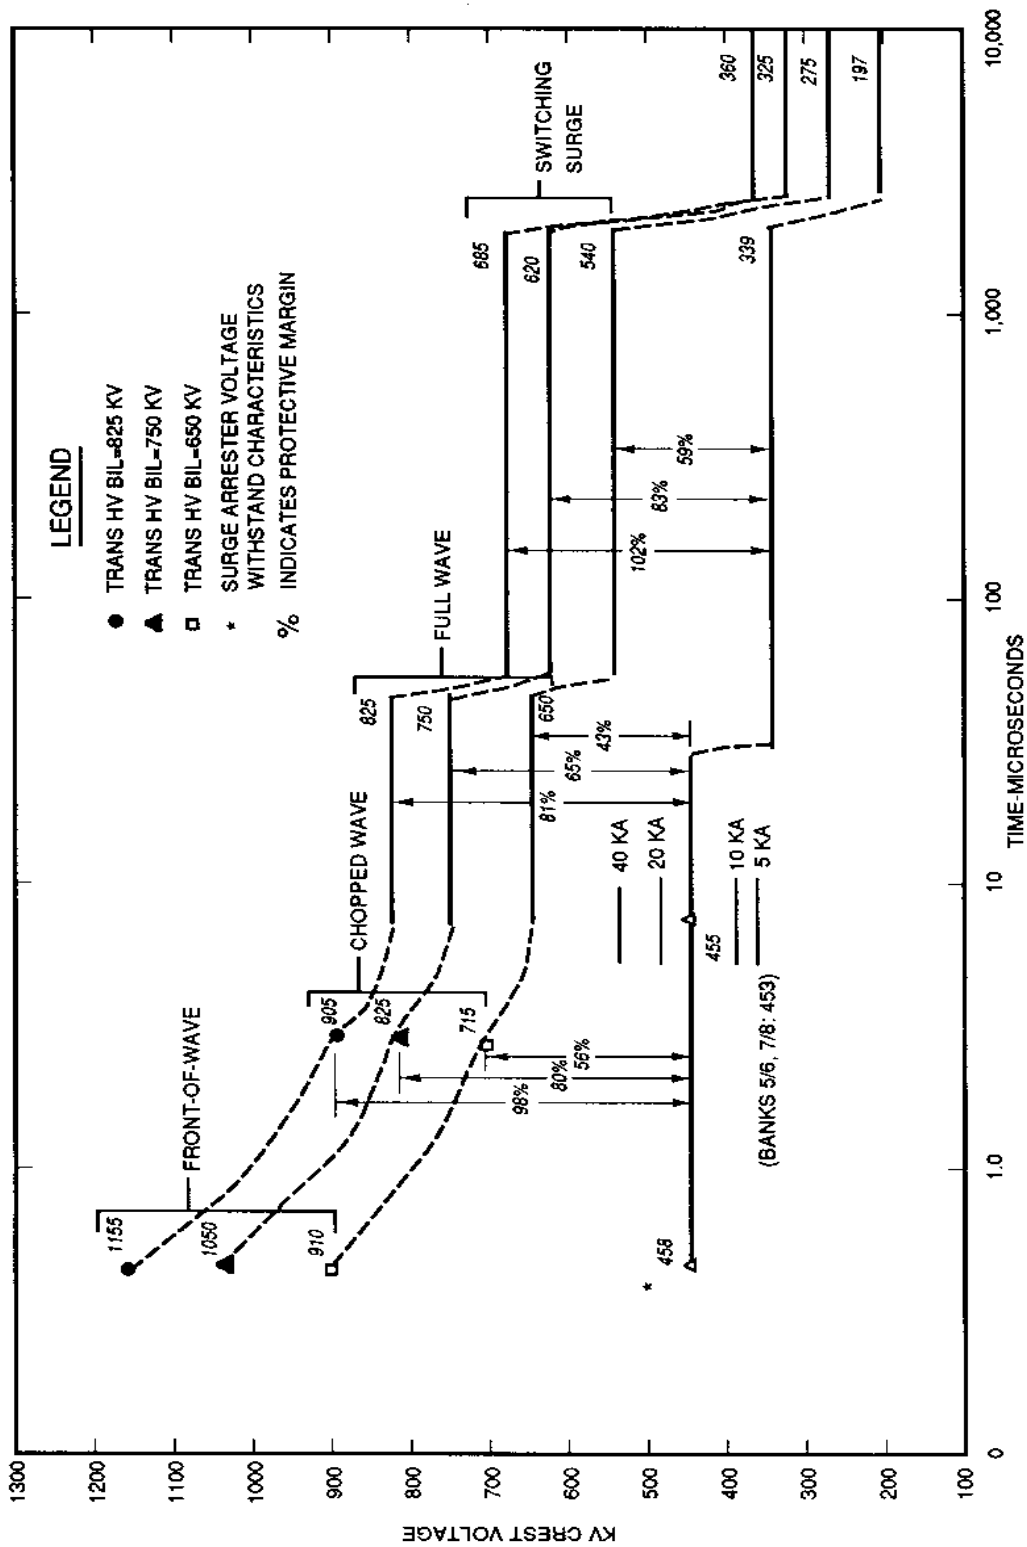 LEGEND
TRANS HV BIL=825 KV
TRANS HV BIL=750 KV
TRANS HV BIL=650 KV
* SURGE ARRESTER VOLTAGE
WITHSTAND CHARACTERISTICS
% INDICATES PROTECTIVE MARGIN
KV CREST VOLTAGE
1300
1200
1100
1000
900
800
700
600
500
400
300
200
100
FRONT-OF-WAVE
1155
1050
910
CHOPPED WAVE
905
825
715
FULL WAVE
825
750
650
SWITCHING
SURGE
685
620
540
339
360
325
275
197
98%
80%
56%
81%
65%
43%
102%
83%
59%
*
458
455
40 KA
20 KA
10 KA
5 KA
(BANKS 5/6, 7/8: 453)
0
1.0
10
100
1,000
10,000
TIME-MICROSECONDS